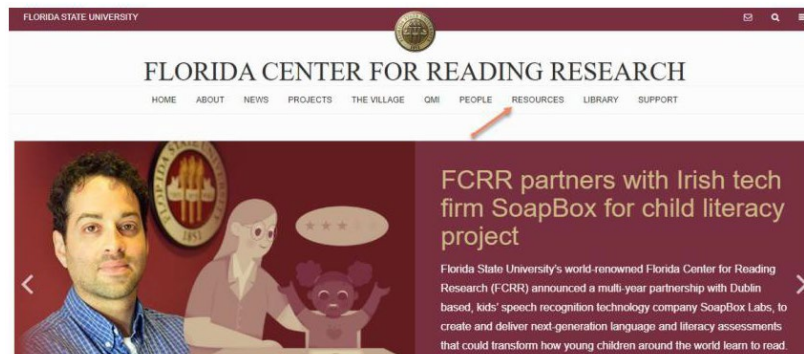 FLORIDA STATE UNIVERSITY
FLORIDA CENTER FOR READING RESEARCH
HOME ABOUT NEWS PROJECTS THE VILLAGE QMI PEOPLE RESOURCES LIBRARY SUPPORT
FCRR partners with Irish tech
firm SoapBox for child literacy
project
Florida State University's world-renowned Florida Center for Reading
Research (FCRR) announced a multi-year partnership with Dublin
based, kids' speech recognition technology company SoapBox Labs, to
create and deliver next-generation language and literacy assessments
that could transform how young children around the world learn to read.